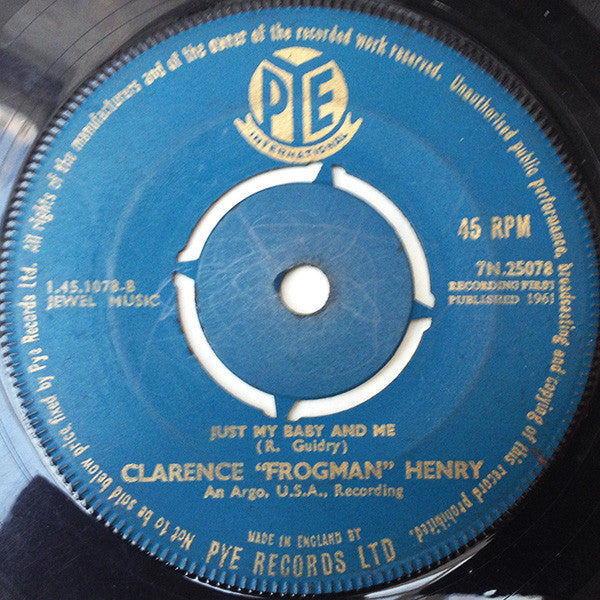 Not to be sold below price fixed by Pye Records Ltd. All rights of the manufacturers and of the owner of the recorded work reserved. Unauthorised public performance, broadcasting and copying of this record prohibited.
PYE
INTERNATIONAL
45 RPM
7N.25078
RECORDING FIRST
PUBLISHED 1961
1.45.1078-B
JEWEL MUSIC
JUST MY BABY AND ME
(R. Guidry)
CLARENCE "FROGMAN" HENRY
An Argo, U.S.A., Recording
MADE IN ENGLAND BY
PYE RECORDS LTD